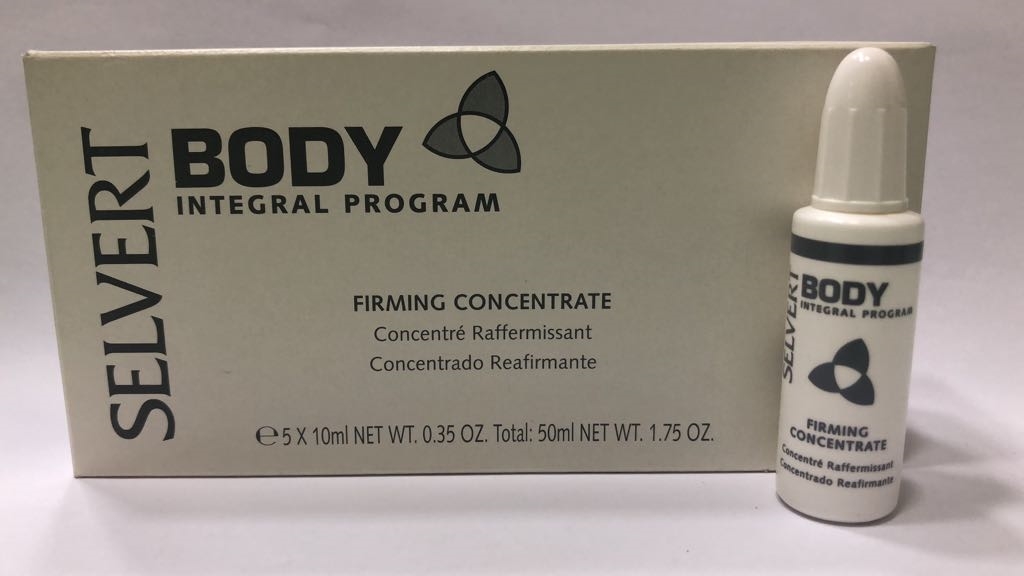 SELVERT
BODY
INTEGRAL PROGRAM
FIRMING CONCENTRATE
Concentré Raffermissant
Concentrado Reafirmante
℮ 5 X 10ml NET WT. 0.35 OZ. Total: 50ml NET WT. 1.75 OZ.
SELVERT
BODY
INTEGRAL PROGRAM
FIRMING
CONCENTRATE
Concentré Raffermissant
Concentrado Reafirmante